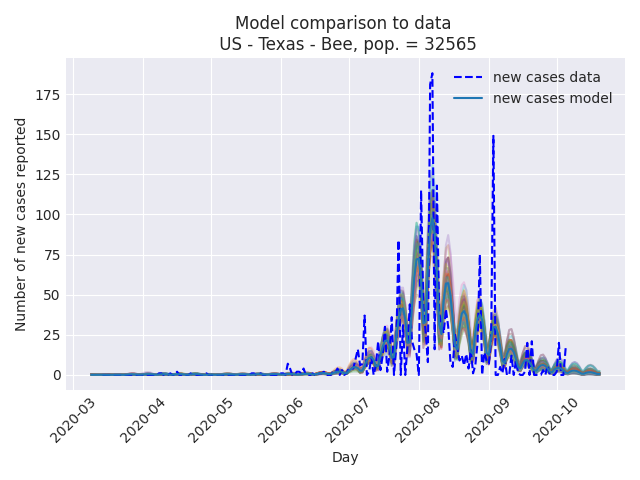 Model comparison to data
US - Texas - Bee, pop. = 32565
new cases data
new cases model
Number of new cases reported
175
150
125
100
75
50
25
0
2020-03
2020-04
2020-05
2020-06
2020-07
2020-08
2020-09
2020-10
Day